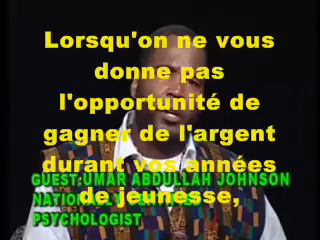 Lorsqu'on ne vous
donne pas
l'opportunité de
gagner de l'argent
durant vos années
GUEST:UMAR ABDULLAH JOHNSON
de jeunesse,
PSYCHOLOGIST